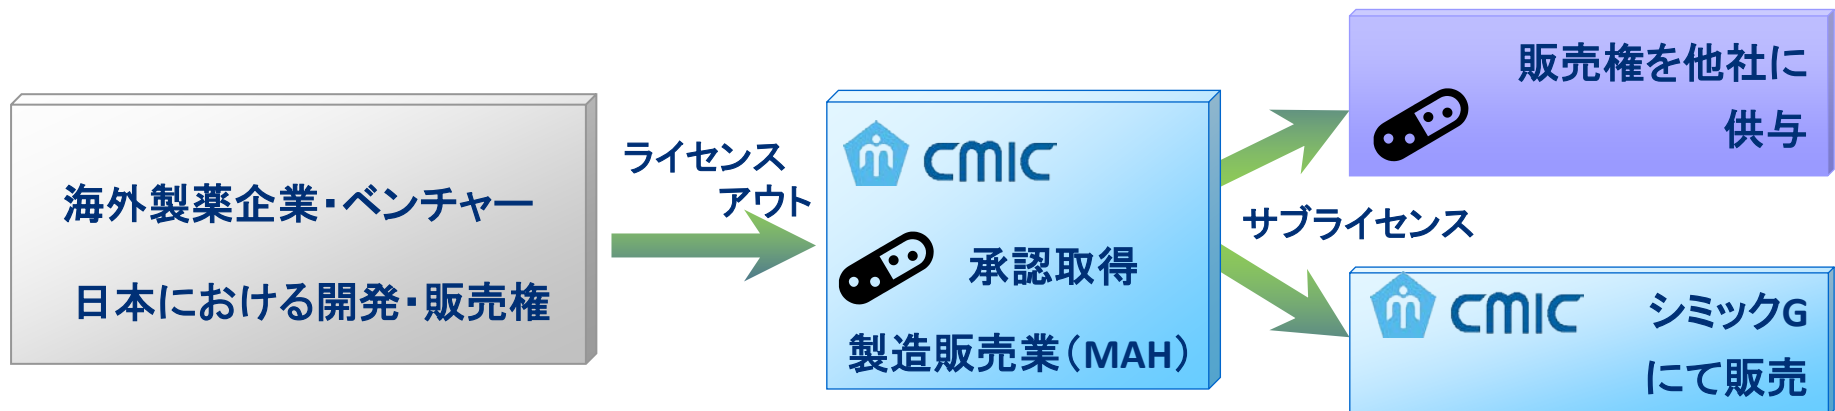 海外製薬企業・ベンチャー
日本における開発・販売権
ライセンス
アウト
CMIC
承認取得
製造販売業（MAH）
サブライセンス
販売権を他社に
供与
CMIC
シミックG
にて販売